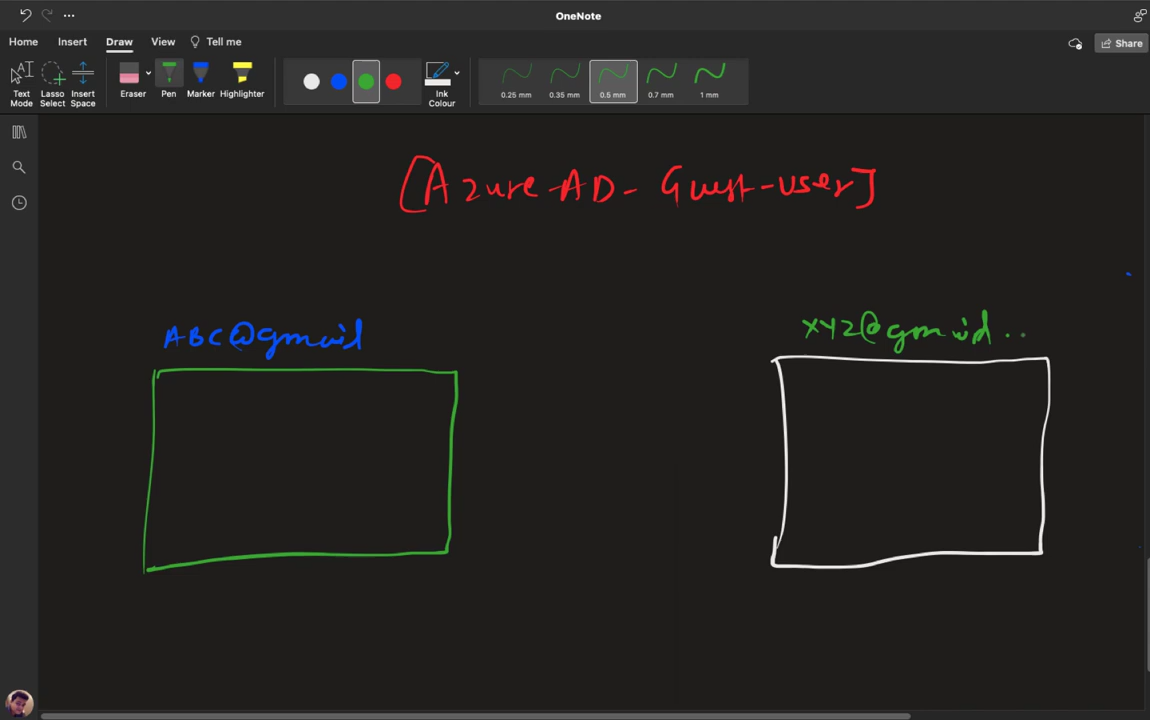 OneNote
Home Insert Draw View Tell me
Share
Text Mode
Lasso Select
Insert Space
Eraser
Pen
Marker
Highlighter
Ink Colour
0.25 mm
0.35 mm
0.5 mm
0.7 mm
1 mm
[Azure-AD- Guest-user]
ABC@gmail
XYZ@gmail..